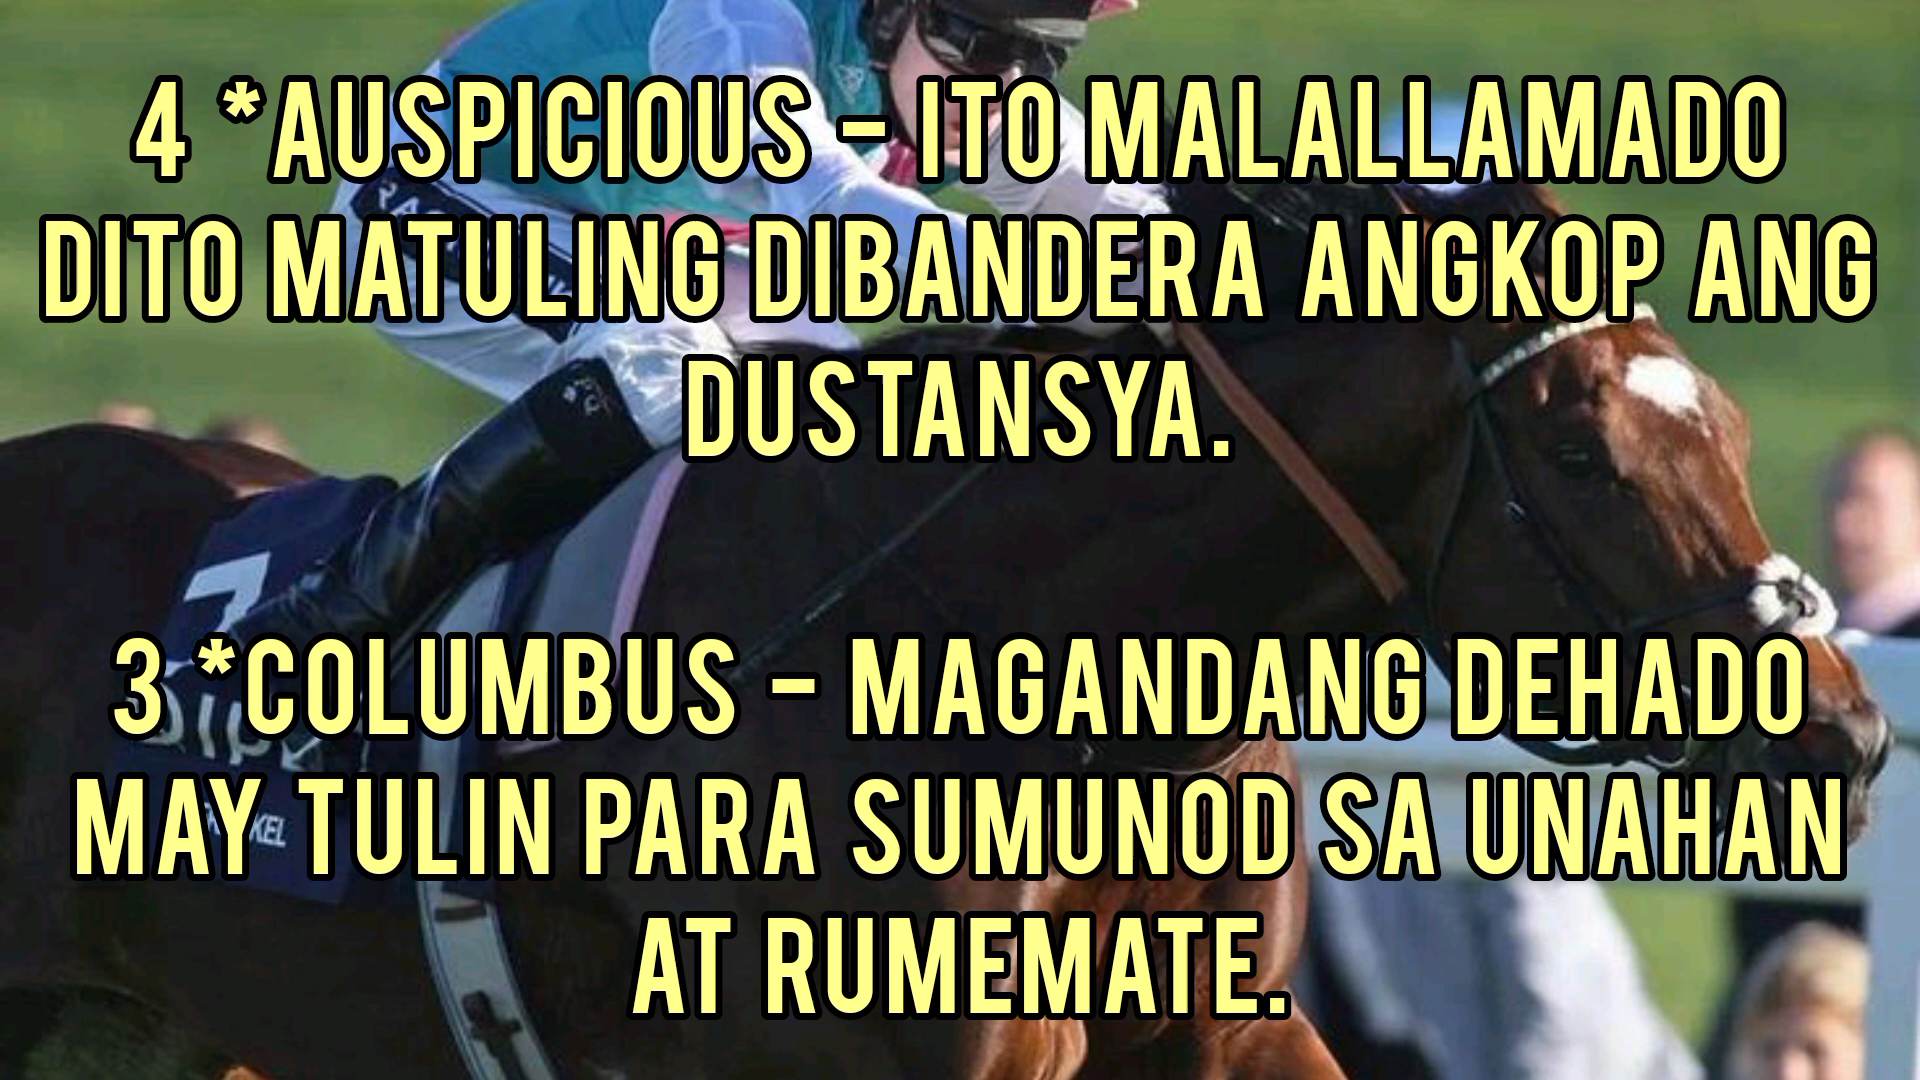 4 *AUSPICIOUS - ITO MALALLAMADO
DITO MATULING DIBANDERA ANGKOP ANG
DUSTANSYA.
3 *COLUMBUS - MAGANDANG DEHADO
MAY TULIN PARA SUMUNOD SA UNAHAN
AT RUMEMATE.
7